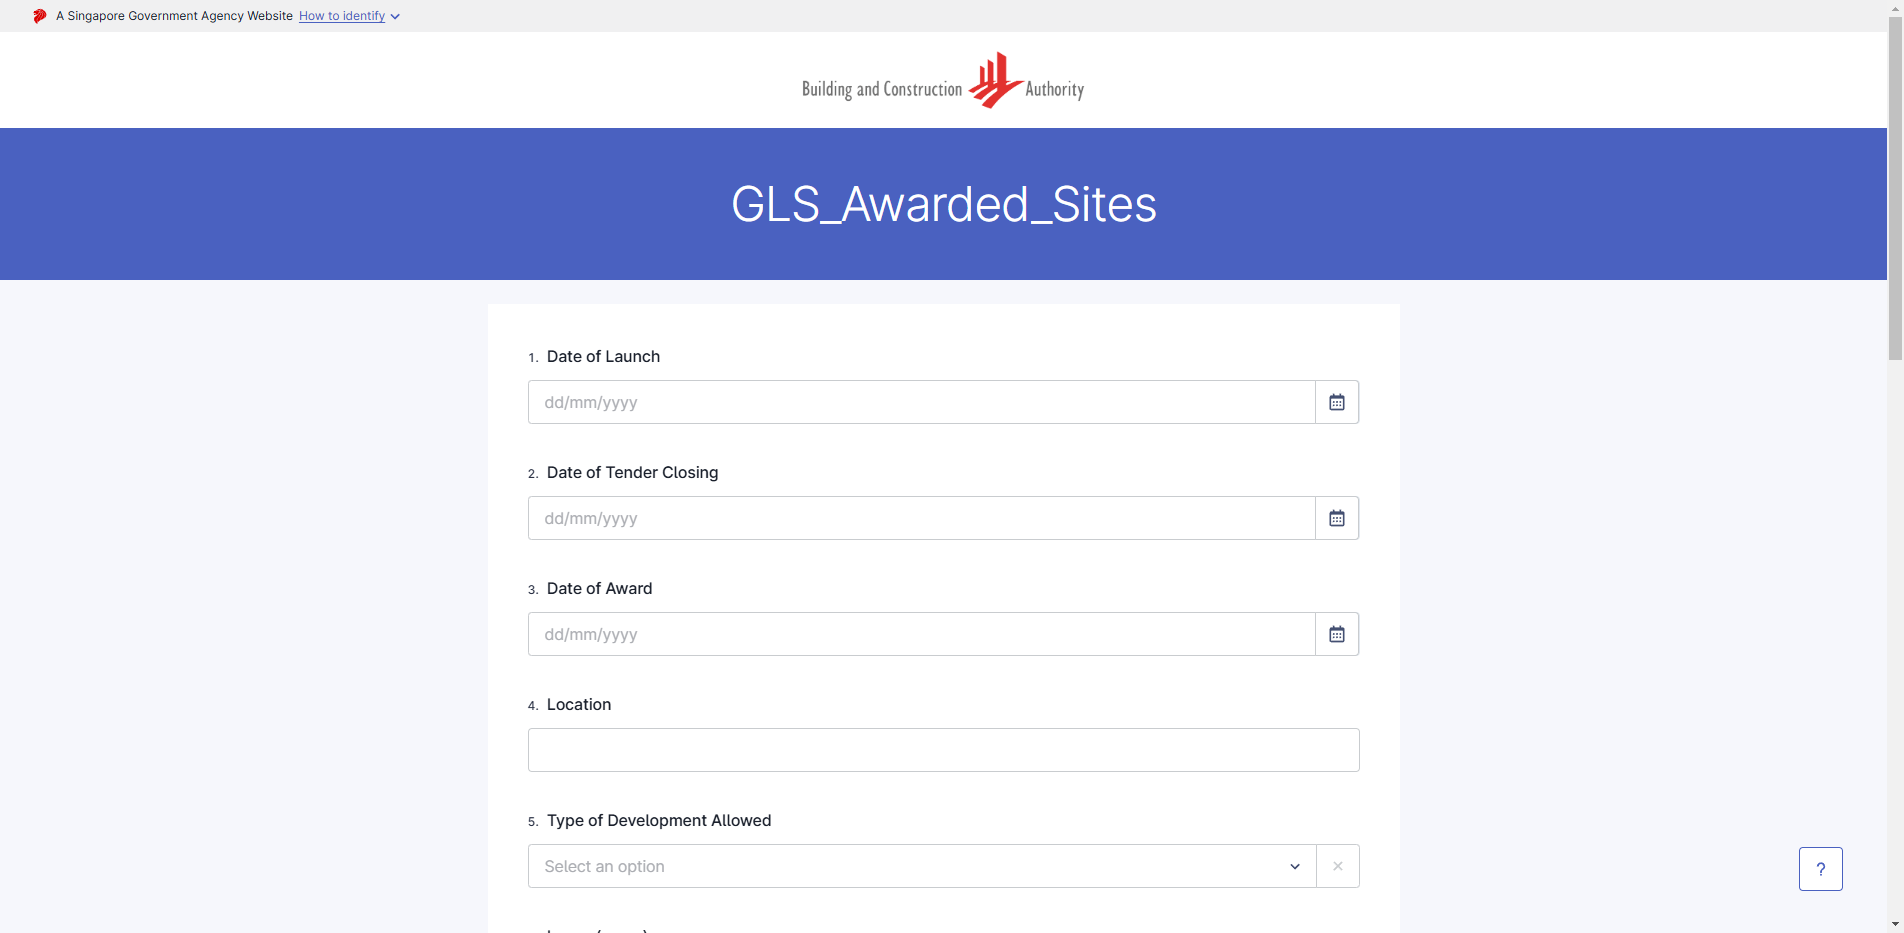 A Singapore Government Agency Website How to identify
Building and Construction Authority
GLS_Awarded_Sites
1. Date of Launch
dd/mm/yyyy
2. Date of Tender Closing
dd/mm/yyyy
3. Date of Award
dd/mm/yyyy
4. Location
5. Type of Development Allowed
Select an option
?